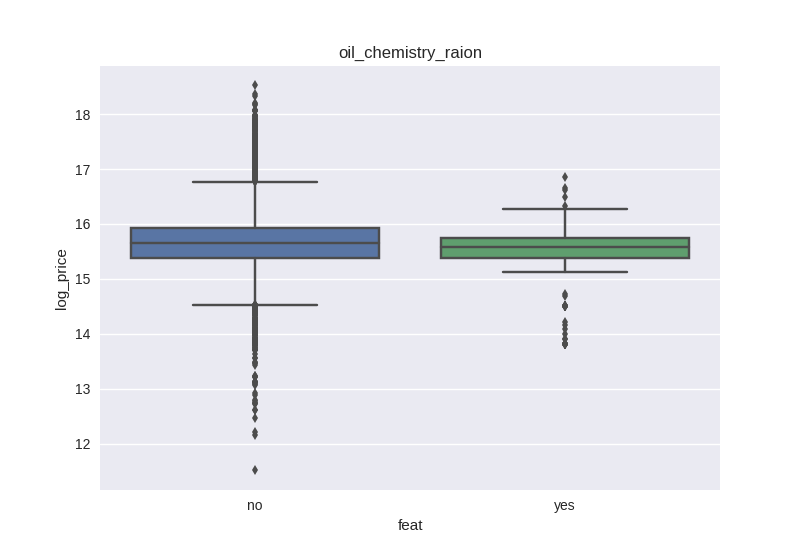 oil_chemistry_raion
18
17
16
15
14
13
12
log_price
no
yes
feat